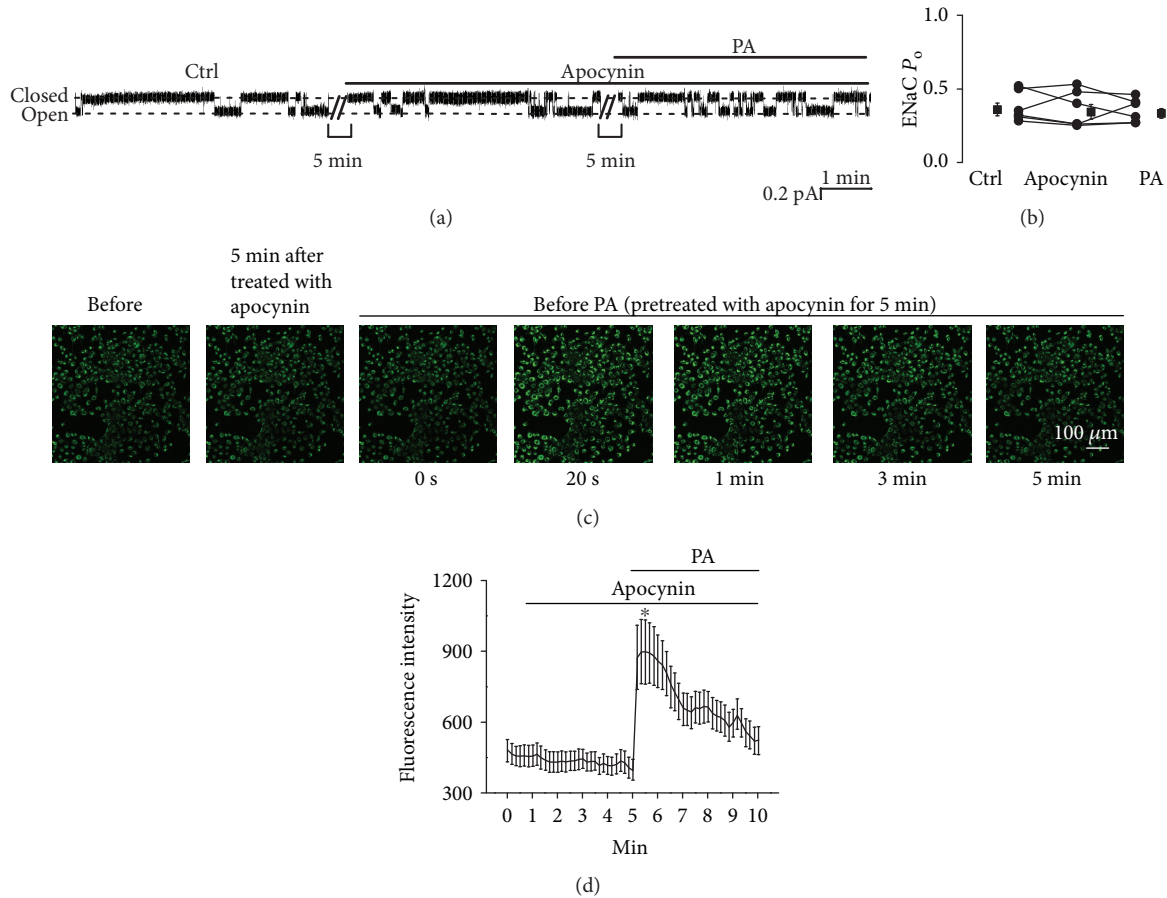 PA
Ctrl
Apocynin
Closed
Open
5 min
5 min
1 min
0.2 pA
(a)
1.0
0.5
0.0
ENaC Po
Ctrl
Apocynin
PA
(b)
Before
5 min after
treated with
apocynin
Before PA (pretreated with apocynin for 5 min)
100 μm
0 s
20 s
1 min
3 min
5 min
(c)
PA
Apocynin
*
1200
900
600
300
Fluorescence intensity
0 1 2 3 4 5 6 7 8 9 10
Min
(d)